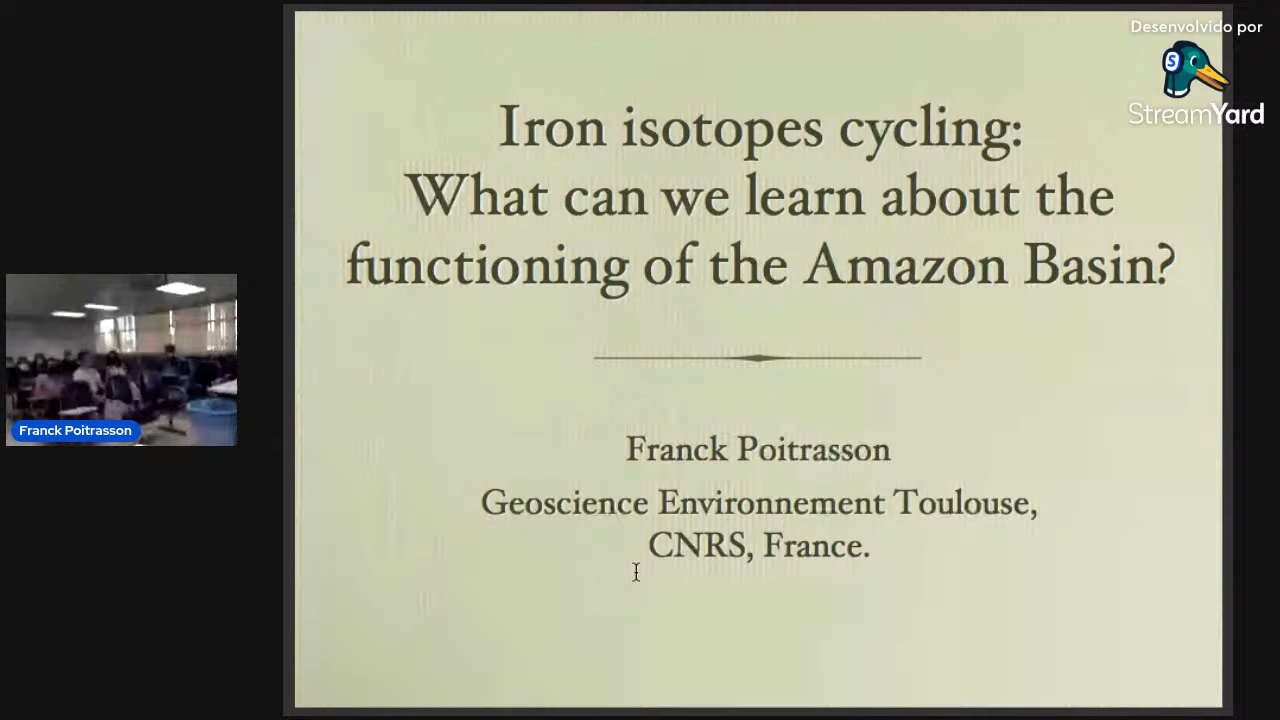 Desenvolvido por
S
StreamYard
Iron isotopes cycling:
What can we learn about the
functioning of the Amazon Basin?
Franck Poitrasson
Geoscience Environnement Toulouse,
CNRS, France.
Franck Poitrasson